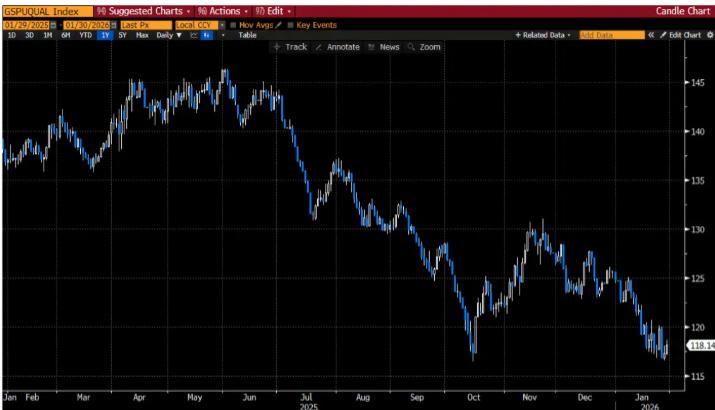 GSPUQUAL Index 94) Suggested Charts 96) Actions 97) Edit Candle Chart
01/29/2025 - 01/30/2026 Last Px Local CCY Mov Avgs Key Events
1D 3D 1M 6M YTD 1Y 5Y Max Daily Table + Related Data Add Data « Edit Chart
Track Annotate News Zoom
145
140
135
130
125
120
118.14
115
Jan Feb Mar Apr May Jun Jul Aug Sep Oct Nov Dec Jan
2025 2026